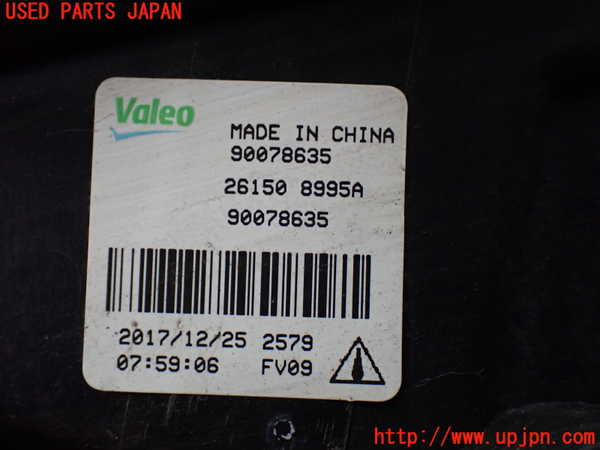 USED PARTS JAPAN
Valeo
MADE IN CHINA
90078635
26150 8995A
90078635
2017/12/25 2579
07:59:06 FV09
http://www.upjpn.com/